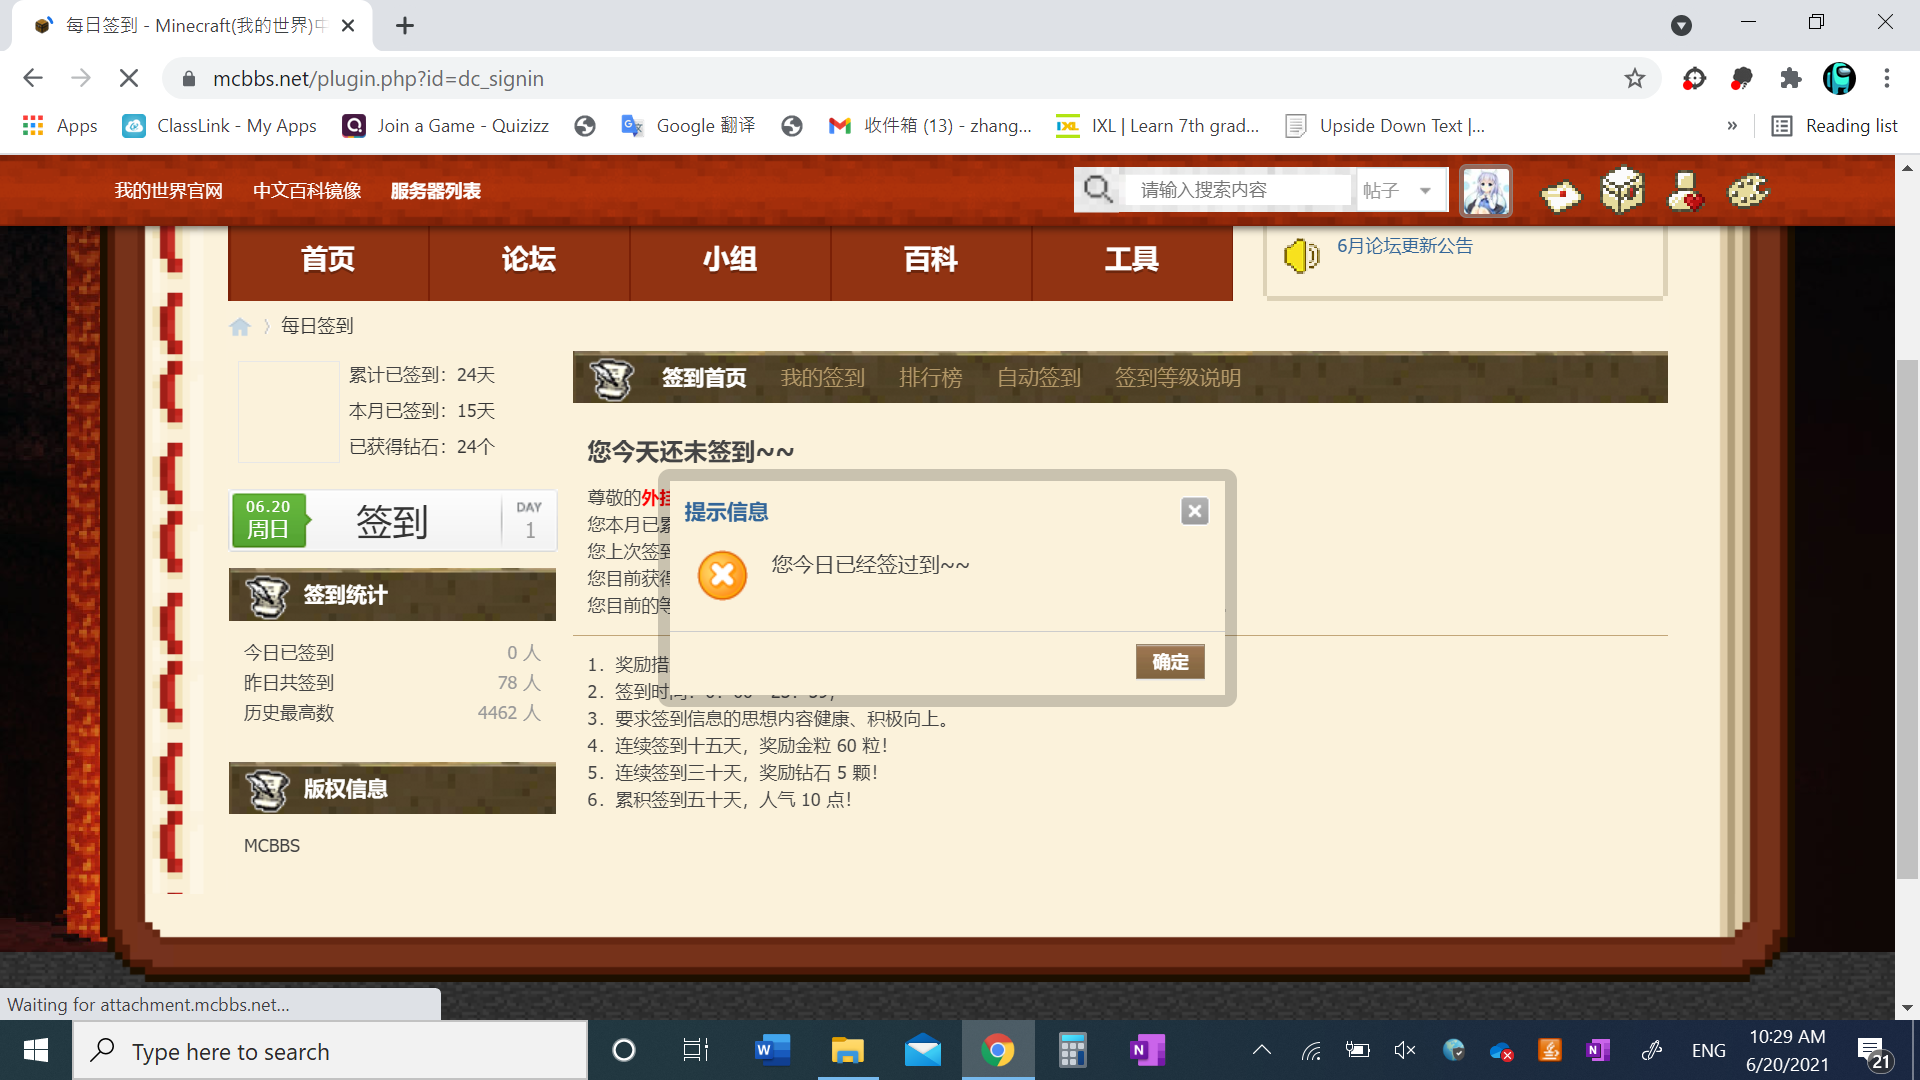 每日签到 - Minecraft(我的世界)中
mcbbs.net/plugin.php?id=dc_signin
Apps
ClassLink - My Apps
Join a Game - Quizizz
Google 翻译
收件箱 (13) - zhang...
IXL | Learn 7th grad...
Upside Down Text |...
»
Reading list
我的世界官网
中文百科镜像
服务器列表
请输入搜索内容
帖子
首页
论坛
小组
百科
工具
6月论坛更新公告
每日签到
累计已签到：24天
本月已签到：15天
已获得钻石：24个
签到首页
我的签到
排行榜
自动签到
签到等级说明
06.20
周日
签到
DAY
1
您今天还未签到~~
尊敬的外挂
您本月已累
您上次签到
您目前获得
您目前的等
提示信息
您今日已经签过到~~
确定
签到统计
今日已签到 0 人
昨日共签到 78 人
历史最高数 4462 人
1. 奖励措
2. 签到时间
3. 要求签到信息的思想内容健康、积极向上。
4. 连续签到十五天，奖励金粒 60 粒！
5. 连续签到三十天，奖励钻石 5 颗！
6. 累积签到五十天，人气 10 点！
版权信息
MCBBS
Waiting for attachment.mcbbs.net...
Type here to search
ENG
10:29 AM
6/20/2021
21